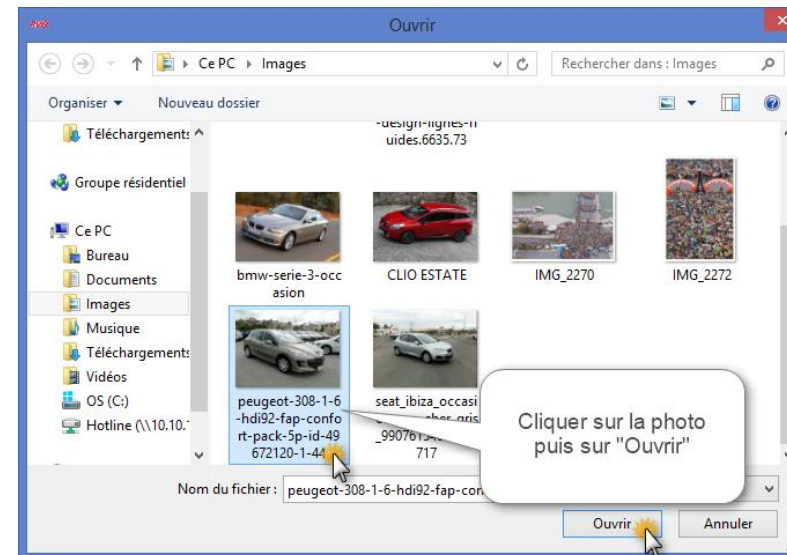 Ouvrir
Ce PC Images
Rechercher dans : Images
Organiser Nouveau dossier
Téléchargements
Groupe résidentiel
Ce PC
Bureau
Documents
Images
Musique
Téléchargements
Vidéos
OS (C:)
Hotline (\\10.10.
uides.6635.73
bmw-serie-3-occ
asion
CLIO ESTATE
IMG_2270
IMG_2272
peugeot-308-1-6
-hdi92-fap-confo
rt-pack-5p-id-49
672120-1-44
seat_ibiza_occasi
717
Cliquer sur la photo
puis sur "Ouvrir"
Nom du fichier : peugeot-308-1-6-hdi92-fap-con
Ouvrir Annuler